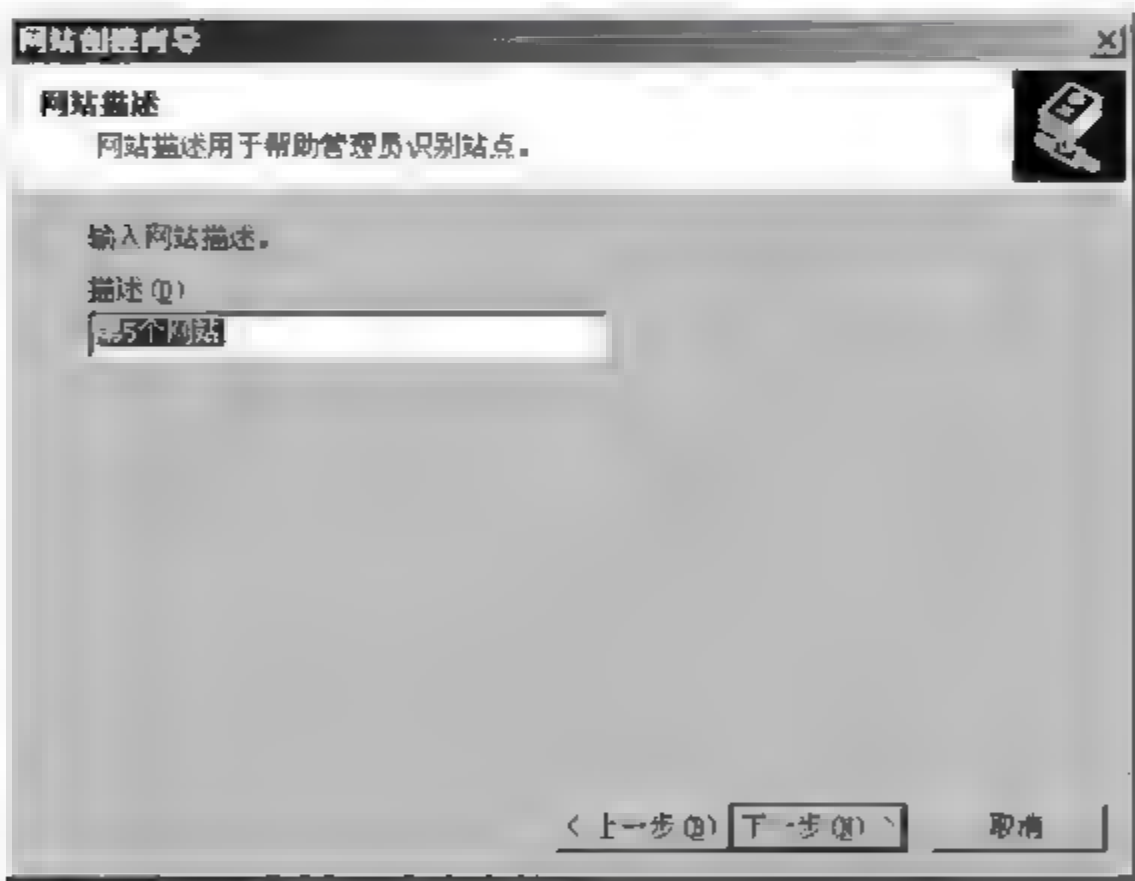 网站创建向导
网站描述
网站描述用于帮助管理员识别站点。
输入网站描述。
描述(D)
第5个网站
< 上一步(B) 下一步(N) > 取消